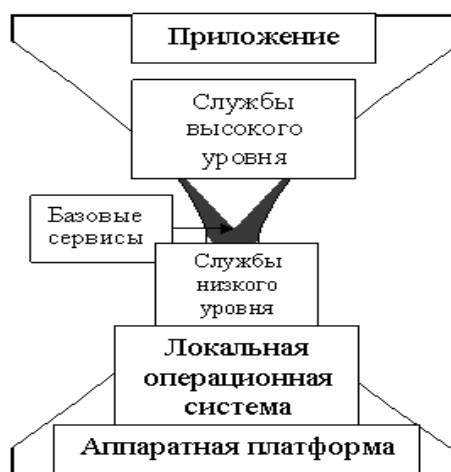 Приложение
Службы
высокого
уровня
Базовые
сервисы
Службы
низкого
уровня
Локальная
операционная
система
Аппаратная платформа